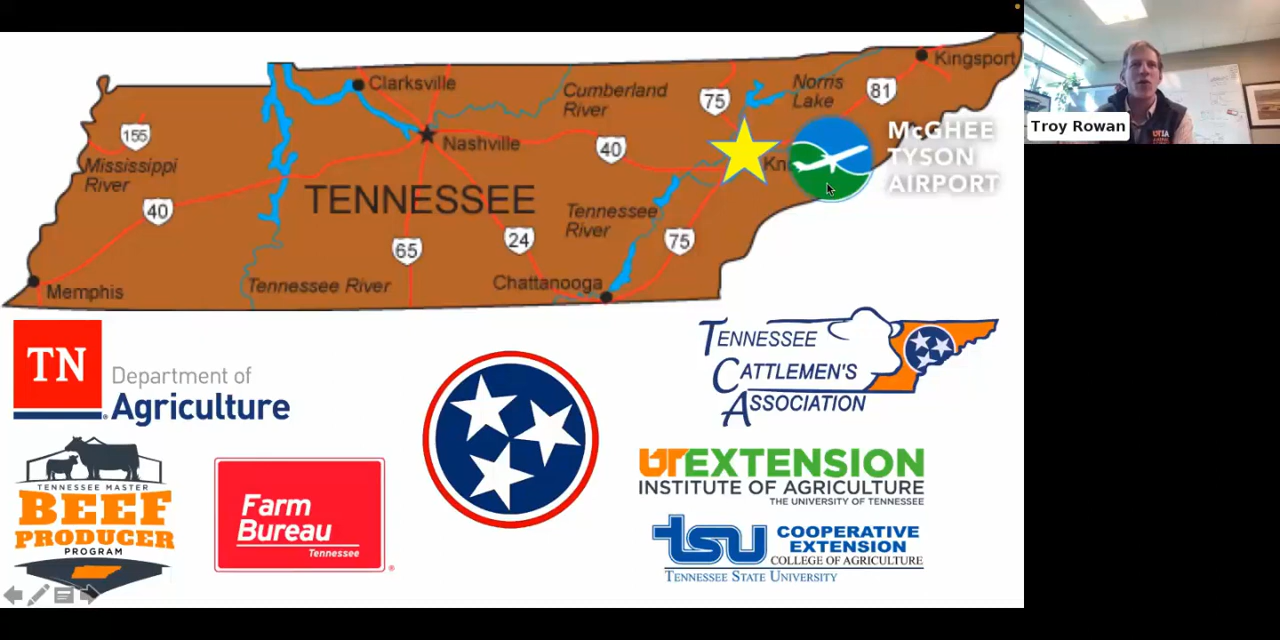 Clarksville
Cumberland
River
75
Norris
Lake
81
Kingsport
Troy Rowan
155
Mississippi
River
Nashville
40
Kn
McGHEE
TYSON
AIRPORT
40
TENNESSEE
Tennessee
River
65
24
75
Memphis
Tennessee River
Chattanooga
TN
Department of
Agriculture
TENNESSEE
CATTLEMEN'S
ASSOCIATION
TENNESSEE MASTER
BEEF
PRODUCER
PROGRAM
Farm
Bureau
Tennessee
UTEXTENSION
INSTITUTE OF AGRICULTURE
THE UNIVERSITY OF TENNESSEE
tsu COOPERATIVE
EXTENSION
COLLEGE OF AGRICULTURE
TENNESSEE STATE UNIVERSITY